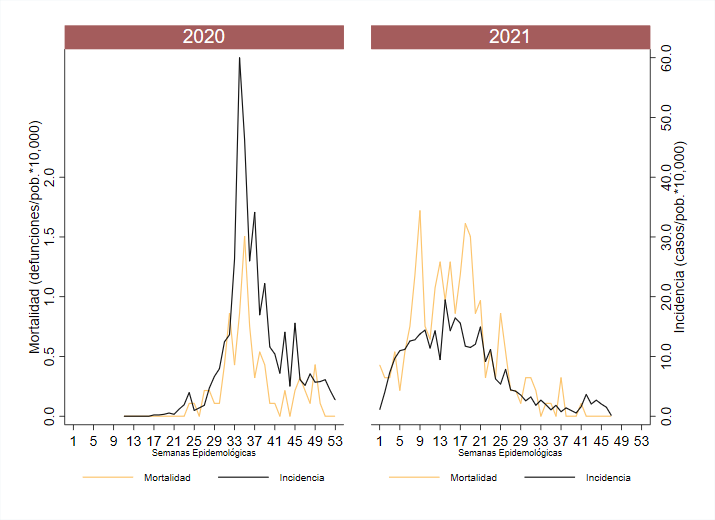 2020 2021
Mortalidad (defunciones/pob.*10,000)
0.0 0.5 1.0 1.5 2.0
1 5 9 13 17 21 25 29 33 37 41 45 49 53
Semanas Epidemológicas
Mortalidad Incidencia
1 5 9 13 17 21 25 29 33 37 41 45 49 53
Semanas Epidemológicas
Mortalidad Incidencia
0.0 10.0 20.0 30.0 40.0 50.0 60.0
Incidencia (casos/pob.*10,000)